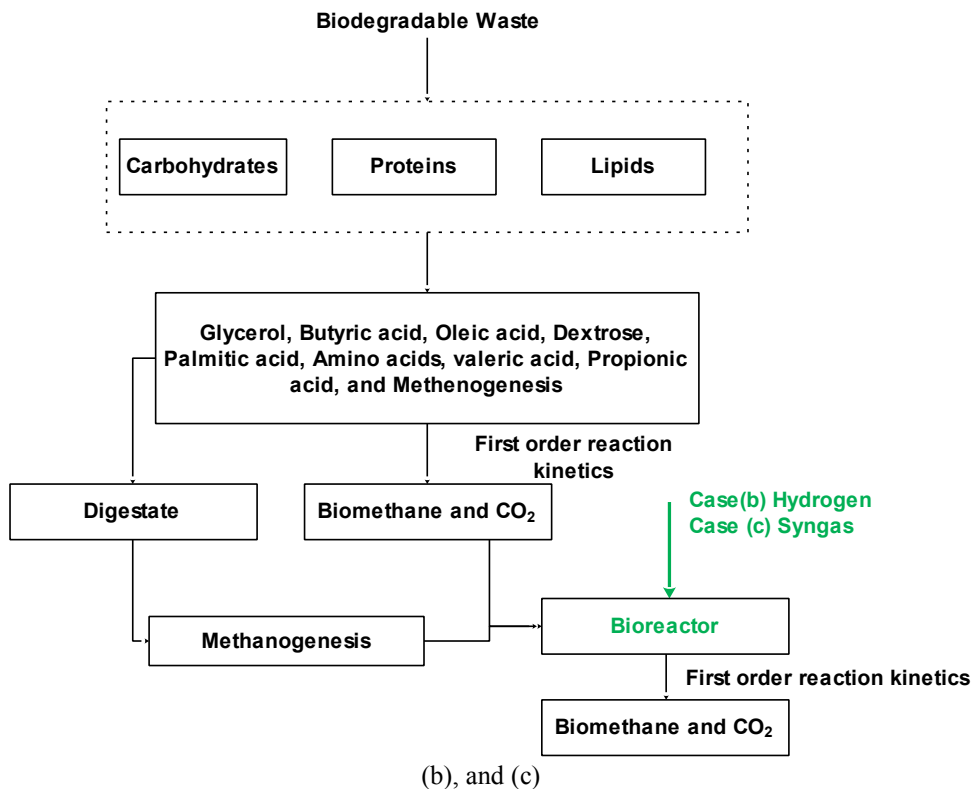 Biodegradable Waste
Carbohydrates
Proteins
Lipids
Glycerol, Butyric acid, Oleic acid, Dextrose,
Palmitic acid, Amino acids, valeric acid, Propionic
acid, and Methenogenesis
First order reaction
kinetics
Digestate
Biomethane and CO₂
Case(b) Hydrogen
Case (c) Syngas
Methanogenesis
Bioreactor
First order reaction kinetics
Biomethane and CO₂
(b), and (c)